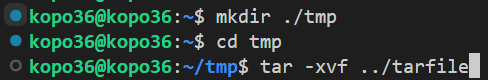 kopo36@kopo36:~$ mkdir ./tmp
kopo36@kopo36:~$ cd tmp
kopo36@kopo36:~/tmp$ tar -xvf ../tarfile